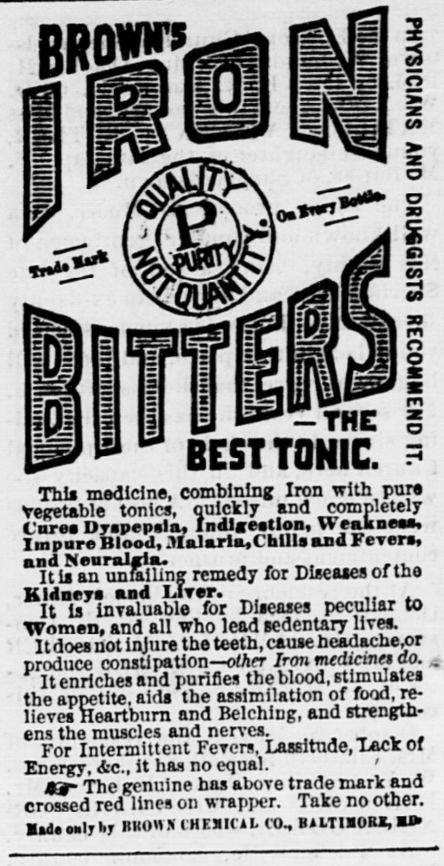 BROWN'S
IRON
QUALITY
P
PURITY
NOT QUANTITY.
Trade Mark
On Every Bottle.
BITTERS
THE
BEST TONIC.
PHYSICIANS AND DRUGGISTS RECOMMEND IT.
This medicine, combining Iron with pure
vegetable tonics, quickly and completely
Cures Dyspepsia, Indigestion, Weakness,
Impure Blood, Malaria, Chills and Fevers,
and Neuralgia.
It is an unfailing remedy for Diseases of the
Kidneys and Liver.
It is invaluable for Diseases peculiar to
Women, and all who lead sedentary lives.
It does not injure the teeth, cause headache, or
produce constipation—other Iron medicines do.
It enriches and purifies the blood, stimulates
the appetite, aids the assimilation of food, re-
lieves Heartburn and Belching, and strength-
ens the muscles and nerves.
For Intermittent Fevers, Lassitude, Lack of
Energy, &c., it has no equal.
☛ The genuine has above trade mark and
crossed red lines on wrapper. Take no other.
Made only by BROWN CHEMICAL CO., BALTIMORE, MD.